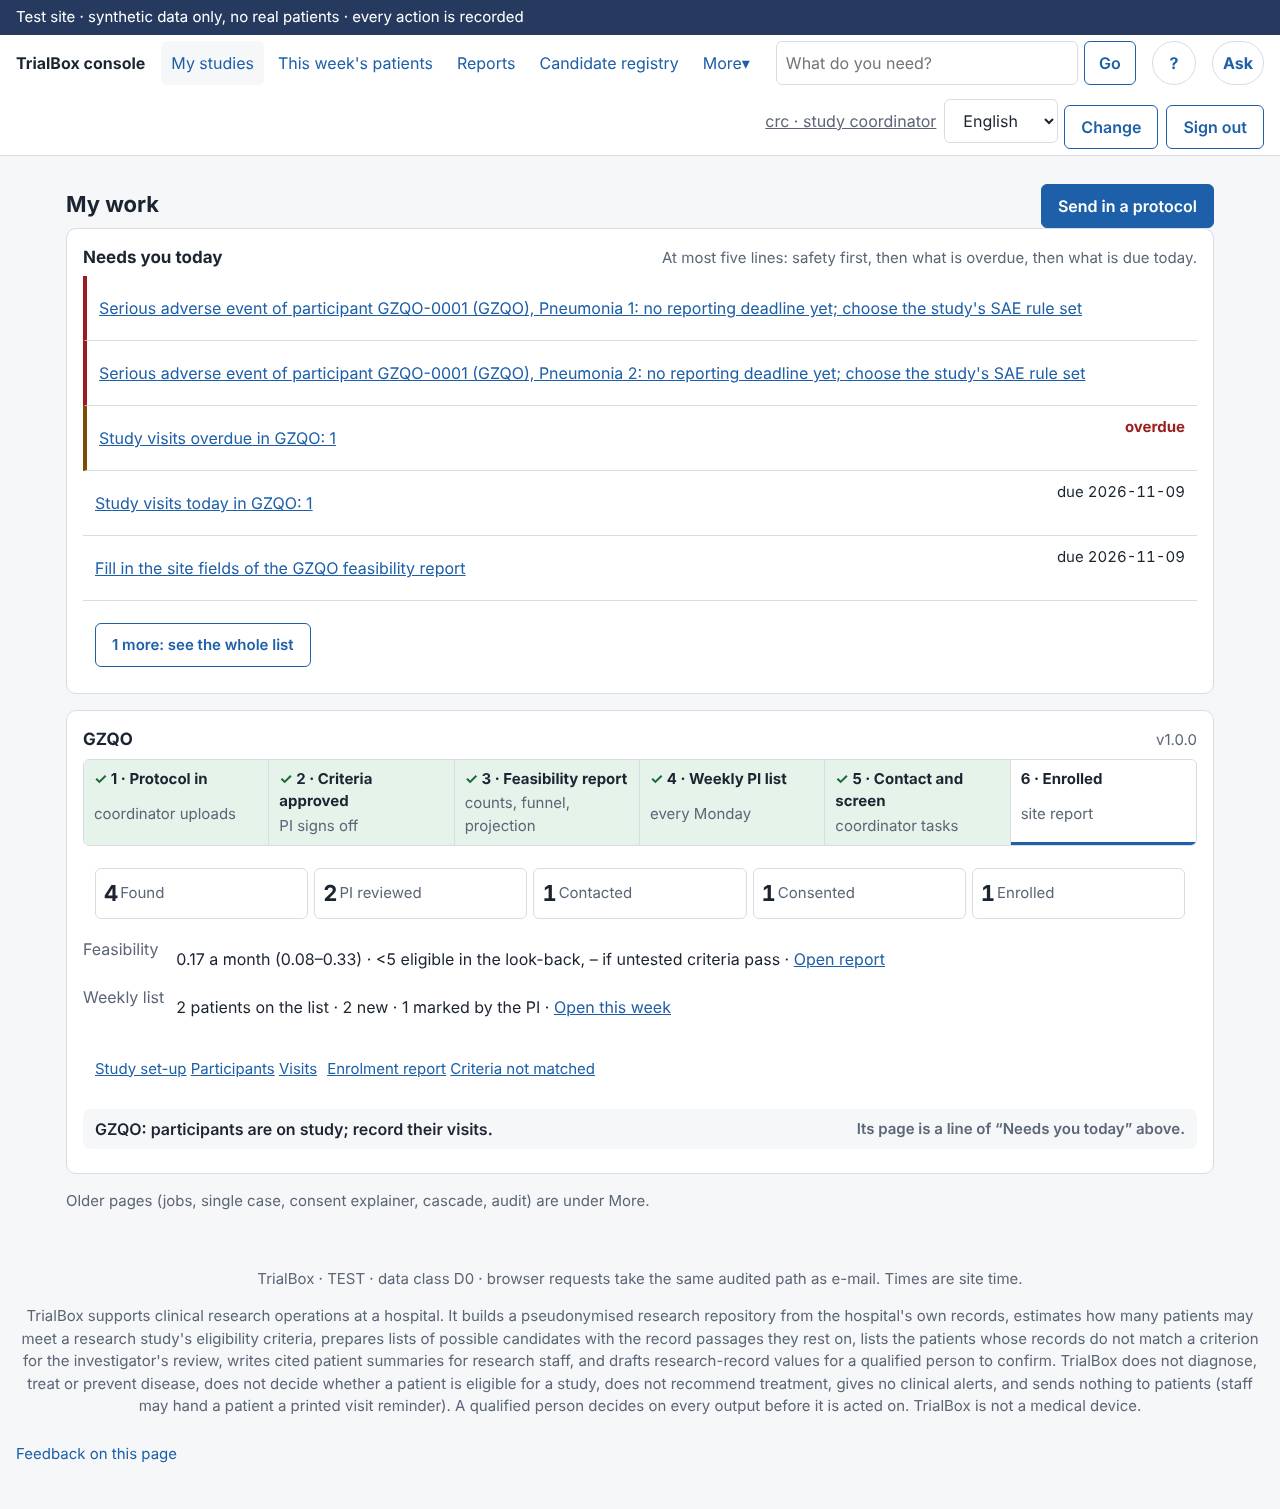 Test site · synthetic data only, no real patients · every action is recorded
TrialBox console My studies This week's patients Reports Candidate registry More▾ What do you need? Go ? Ask
crc · study coordinator English Change Sign out
My work Send in a protocol
Needs you today At most five lines: safety first, then what is overdue, then what is due today.
Serious adverse event of participant GZQO-0001 (GZQO), Pneumonia 1: no reporting deadline yet; choose the study's SAE rule set
Serious adverse event of participant GZQO-0001 (GZQO), Pneumonia 2: no reporting deadline yet; choose the study's SAE rule set
Study visits overdue in GZQO: 1 overdue
Study visits today in GZQO: 1 due 2026-11-09
Fill in the site fields of the GZQO feasibility report due 2026-11-09
1 more: see the whole list
GZQO v1.0.0
✓ 1 · Protocol in
coordinator uploads
✓ 2 · Criteria
approved
PI signs off
✓ 3 · Feasibility report
counts, funnel,
projection
✓ 4 · Weekly PI list
every Monday
✓ 5 · Contact and
screen
coordinator tasks
6 · Enrolled
site report
4 Found 2 PI reviewed 1 Contacted 1 Consented 1 Enrolled
Feasibility 0.17 a month (0.08–0.33) · <5 eligible in the look-back, – if untested criteria pass · Open report
Weekly list 2 patients on the list · 2 new · 1 marked by the PI · Open this week
Study set-up Participants Visits Enrolment report Criteria not matched
GZQO: participants are on study; record their visits. Its page is a line of “Needs you today” above.
Older pages (jobs, single case, consent explainer, cascade, audit) are under More.
TrialBox · TEST · data class D0 · browser requests take the same audited path as e-mail. Times are site time.
TrialBox supports clinical research operations at a hospital. It builds a pseudonymised research repository from the hospital's own records, estimates how many patients may
meet a research study's eligibility criteria, prepares lists of possible candidates with the record passages they rest on, lists the patients whose records do not match a criterion
for the investigator's review, writes cited patient summaries for research staff, and drafts research-record values for a qualified person to confirm. TrialBox does not diagnose,
treat or prevent disease, does not decide whether a patient is eligible for a study, does not recommend treatment, gives no clinical alerts, and sends nothing to patients (staff
may hand a patient a printed visit reminder). A qualified person decides on every output before it is acted on. TrialBox is not a medical device.
Feedback on this page